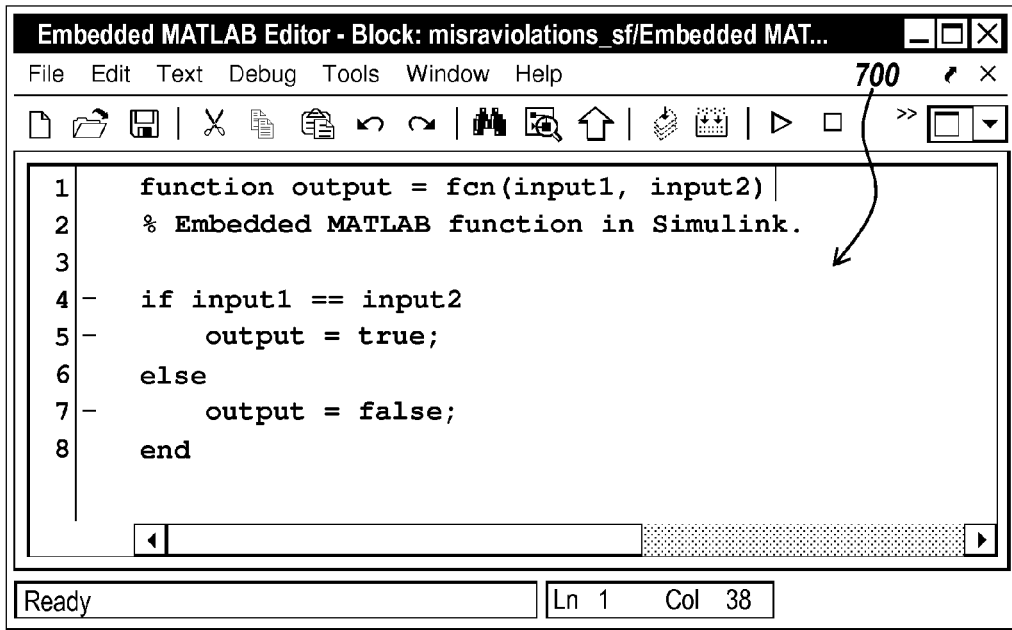 Embedded MATLAB Editor - Block: misraviolations_sf/Embedded MAT...
File Edit Text Debug Tools Window Help 700
>>
1 function output = fcn(input1, input2)
2 % Embedded MATLAB function in Simulink.
3
4 - if input1 == input2
5 - output = true;
6 else
7 - output = false;
8 end
Ready Ln 1 Col 38